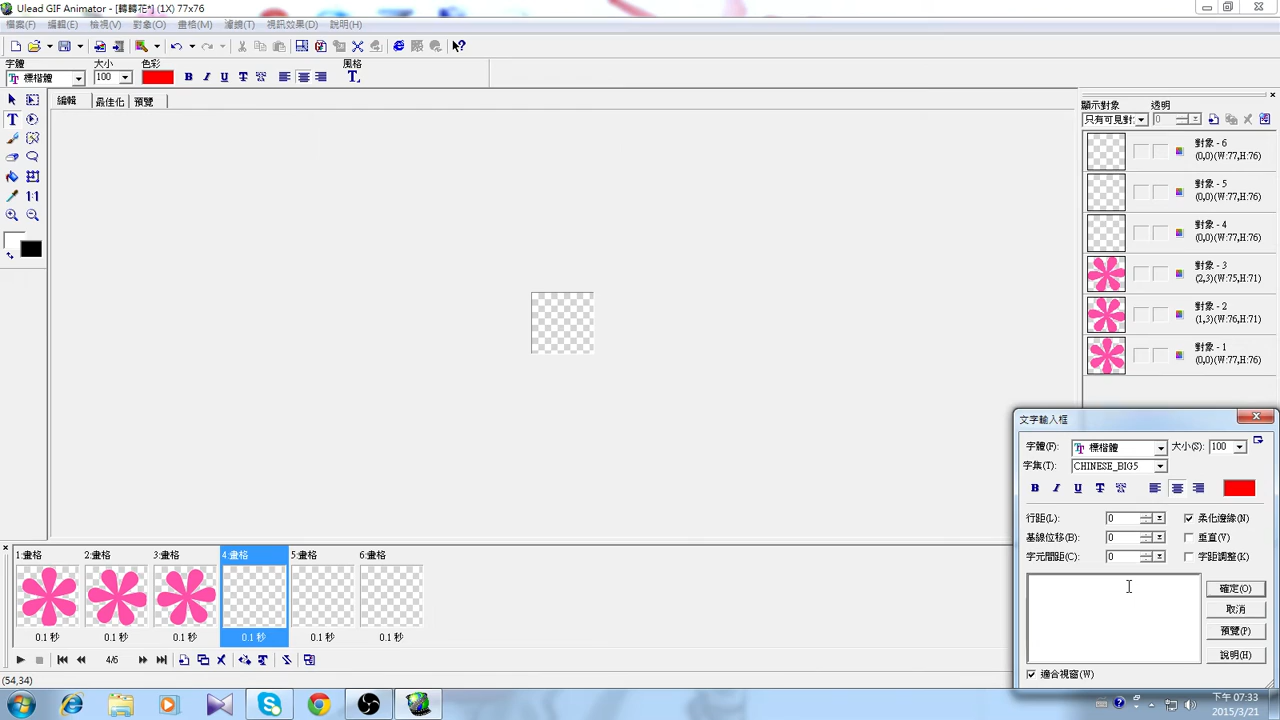 Ulead GIF Animator - [轉轉花*] (1X) 77x76
檔案(F) 編輯(E) 檢視(V) 對象(O) 畫格(M) 濾鏡(T) 視訊效果(D) 說明(H)
字體 大小 色彩 風格
標楷體 100 B I U T T.
編輯 最佳化 預覽
T
1:1
顯示對象 透明
只有可見對 0
對象 - 6
(0,0)(W:77,H:76)
對象 - 5
(0,0)(W:77,H:76)
對象 - 4
(0,0)(W:77,H:76)
對象 - 3
(2,3)(W:75,H:71)
對象 - 2
(1,3)(W:76,H:71)
對象 - 1
(0,0)(W:77,H:76)
文字輸入框
字體(F): 標楷體 大小(S): 100
字集(T): CHINESE_BIG5
B I U T
行距(L): 0 柔化邊緣(N)
基線位移(B): 0 垂直(V)
字元間距(C): 0 字距調整(K)
確定(O)
取消
預覽(P)
說明(H)
適合視窗(W)
1:畫格 2:畫格 3:畫格 4:畫格 5:畫格 6:畫格
0.1 秒 0.1 秒 0.1 秒 0.1 秒 0.1 秒 0.1 秒
4/6
(54,34)
下午 07:33
2015/3/21